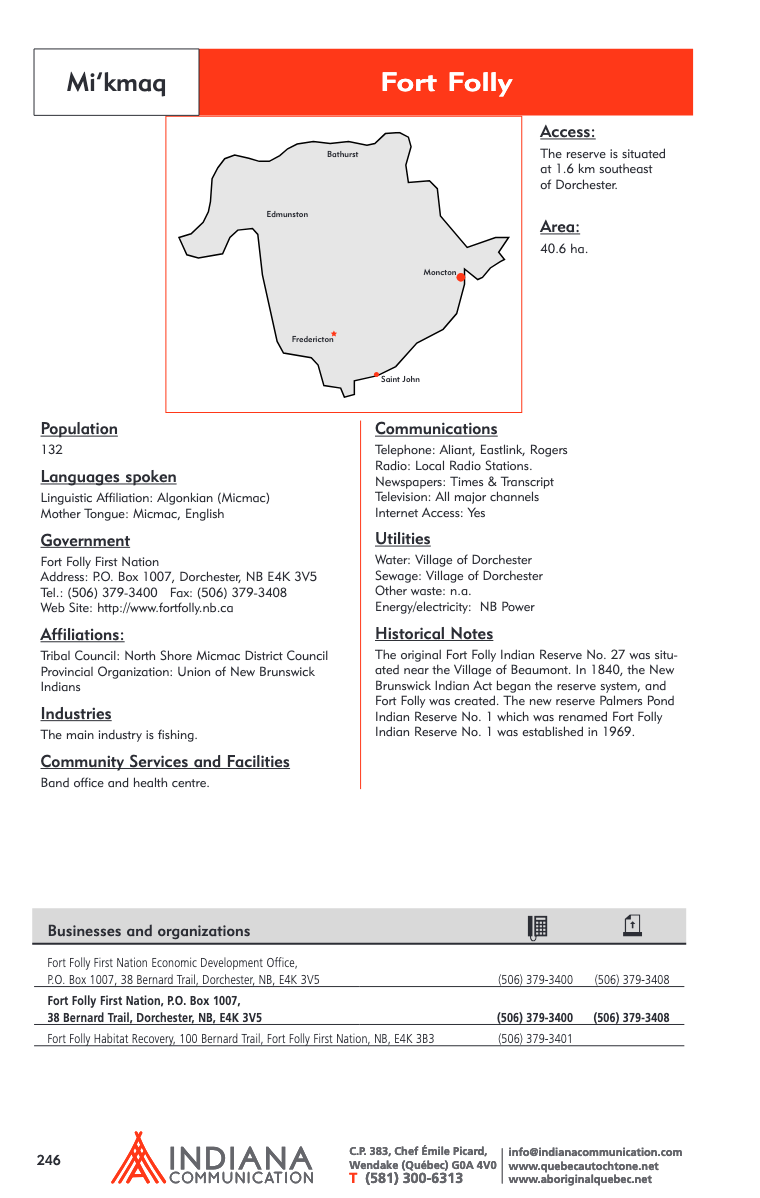 Mi’kmaq
Fort Folly
Bathurst
Edmunston
Moncton
Fredericton
Saint John
Access:
The reserve is situated
at 1.6 km southeast
of Dorchester.
Area:
40.6 ha.
Population
132
Languages spoken
Linguistic Affiliation: Algonkian (Micmac)
Mother Tongue: Micmac, English
Government
Fort Folly First Nation
Address: P.O. Box 1007, Dorchester, NB E4K 3V5
Tel.: (506) 379-3400   Fax: (506) 379-3408
Web Site: http://www.fortfolly.nb.ca
Affiliations:
Tribal Council: North Shore Micmac District Council
Provincial Organization: Union of New Brunswick
Indians
Industries
The main industry is fishing.
Community Services and Facilities
Band office and health centre.
Communications
Telephone: Aliant, Eastlink, Rogers
Radio: Local Radio Stations.
Newspapers: Times & Transcript
Television: All major channels
Internet Access: Yes
Utilities
Water: Village of Dorchester
Sewage: Village of Dorchester
Other waste: n.a.
Energy/electricity:  NB Power
Historical Notes
The original Fort Folly Indian Reserve No. 27 was situ-
ated near the Village of Beaumont. In 1840, the New
Brunswick Indian Act began the reserve system, and
Fort Folly was created. The new reserve Palmers Pond
Indian Reserve No. 1 which was renamed Fort Folly
Indian Reserve No. 1 was established in 1969.
Businesses and organizations
Fort Folly First Nation Economic Development Office,
P.O. Box 1007, 38 Bernard Trail, Dorchester, NB, E4K 3V5 (506) 379-3400 (506) 379-3408
Fort Folly First Nation, P.O. Box 1007,
38 Bernard Trail, Dorchester, NB, E4K 3V5 (506) 379-3400 (506) 379-3408
Fort Folly Habitat Recovery, 100 Bernard Trail, Fort Folly First Nation, NB, E4K 3B3 (506) 379-3401
246
INDIANA
COMMUNICATION
C.P. 383, Chef Émile Picard,
Wendake (Québec) G0A 4V0
T (581) 300-6313
info@indianacommunication.com
www.quebecautochtone.net
www.aboriginalquebec.net